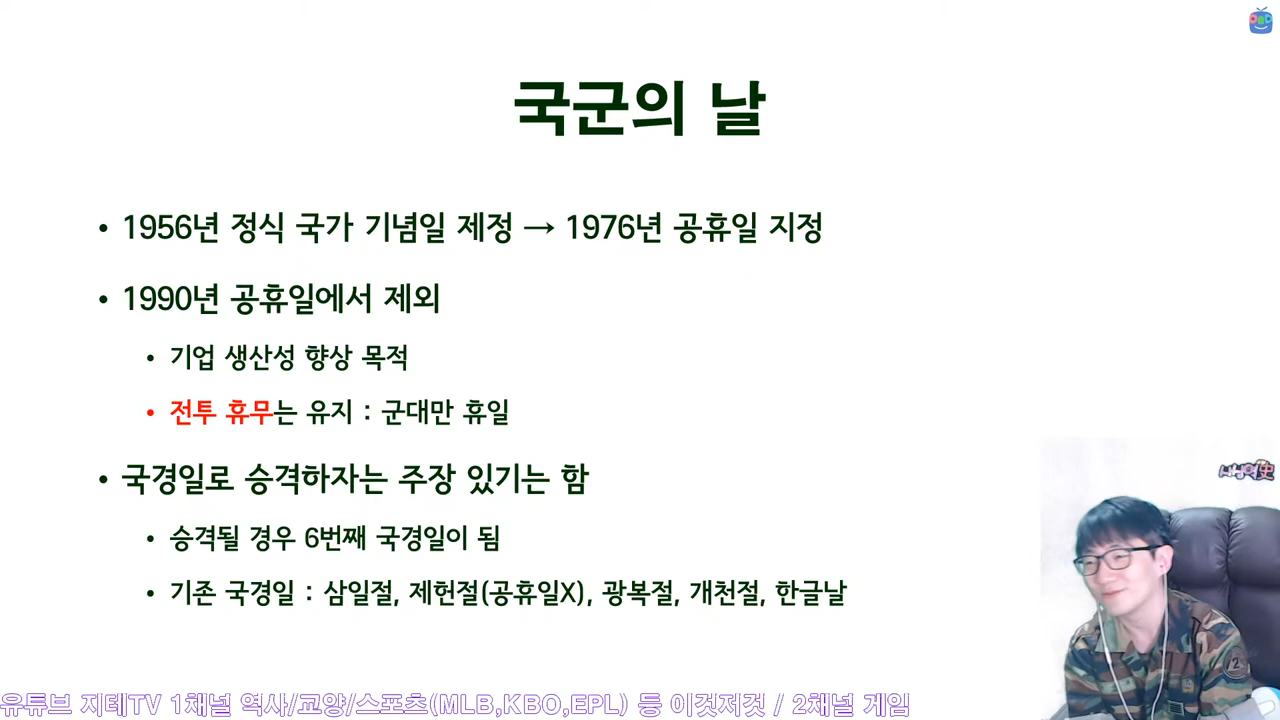 국군의 날
• 1956년 정식 국가 기념일 제정 → 1976년 공휴일 지정
• 1990년 공휴일에서 제외
• 기업 생산성 향상 목적
• 전투 휴무는 유지 : 군대만 휴일
• 국경일로 승격하자는 주장 있기는 함
• 승격될 경우 6번째 국경일이 됨
• 기존 국경일 : 삼일절, 제헌절(공휴일X), 광복절, 개천절, 한글날
유튜브 지테TV 1채널 역사/교양/스포츠(MLB,KBO,EPL) 등 이것저것 / 2채널 게임